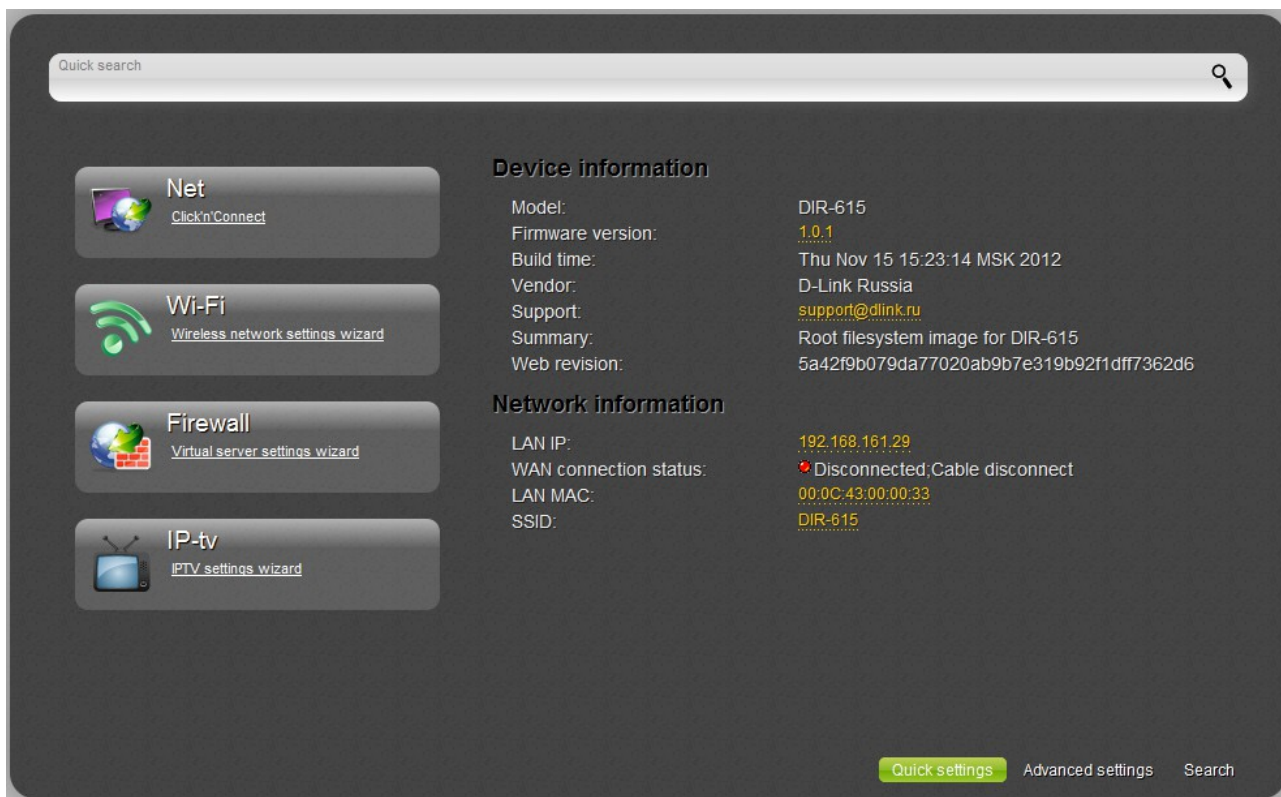 Quick search
Net
Click'n'Connect
Wi-Fi
Wireless network settings wizard
Firewall
Virtual server settings wizard
IP-tv
IPTV settings wizard
Device information
Model: DIR-615
Firmware version: 1.0.1
Build time: Thu Nov 15 15:23:14 MSK 2012
Vendor: D-Link Russia
Support: support@dlink.ru
Summary: Root filesystem image for DIR-615
Web revision: 5a42f9b079da77020ab9b7e319b92f1dff7362d6
Network information
LAN IP: 192.168.161.29
WAN connection status: Disconnected;Cable disconnect
LAN MAC: 00:0C:43:00:00:33
SSID: DIR-615
Quick settings Advanced settings Search